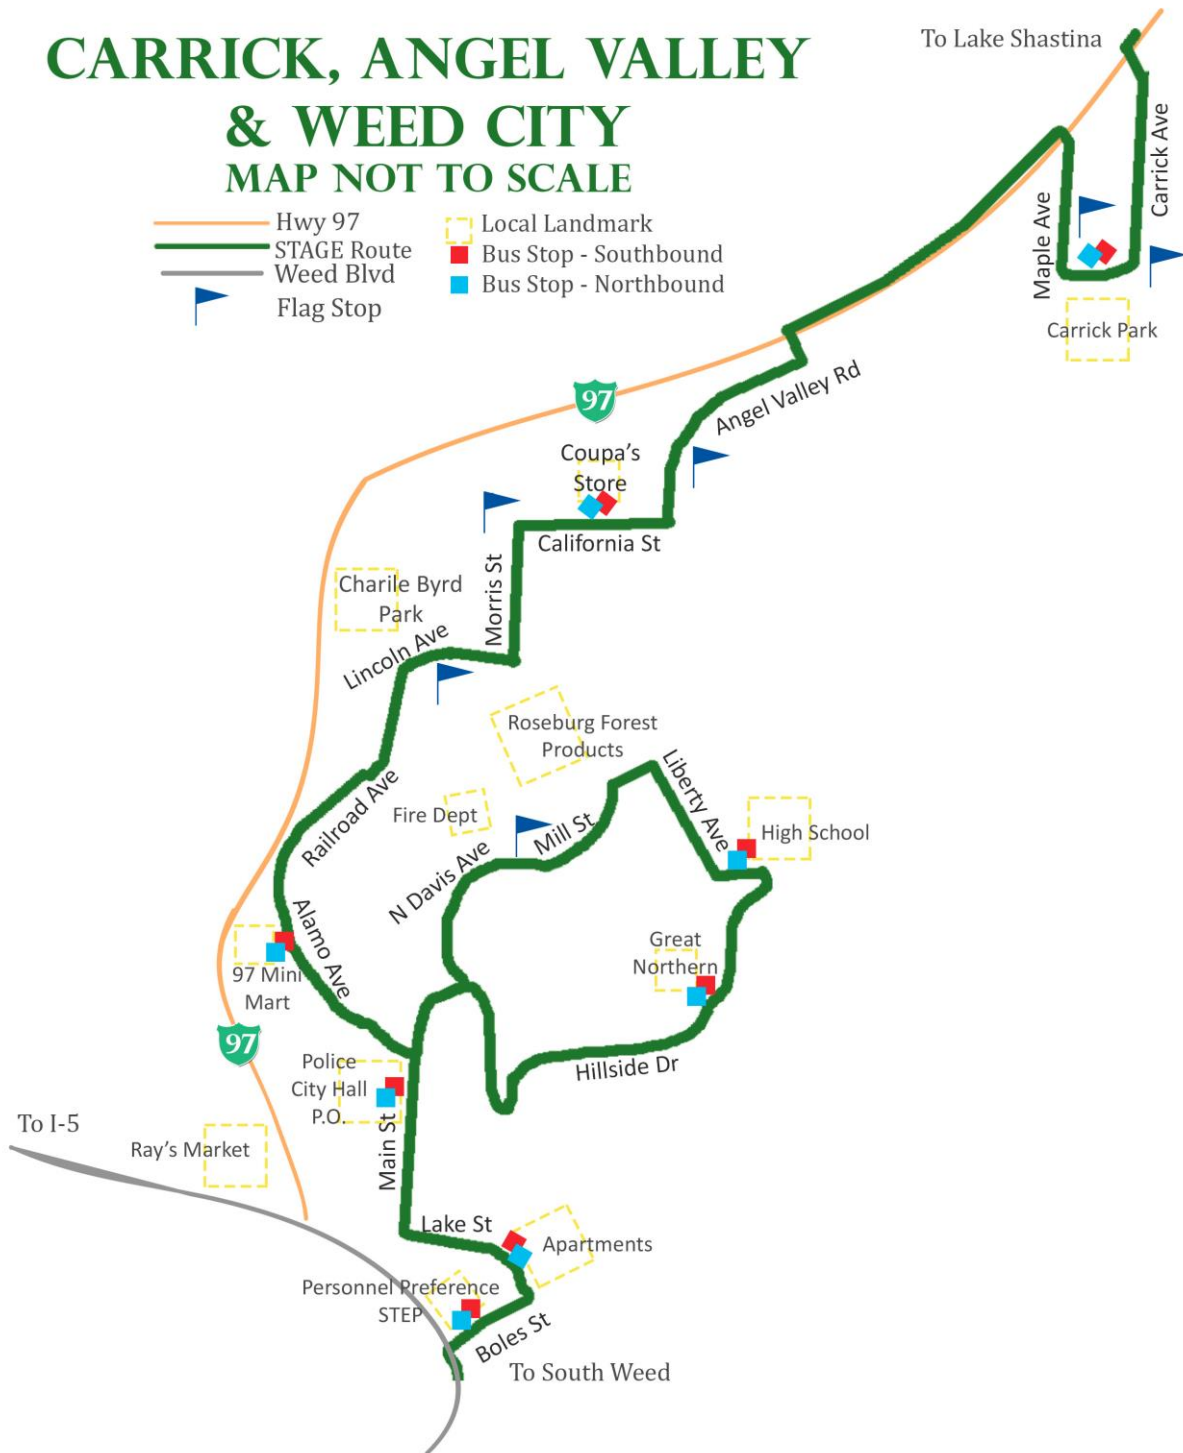 CARRICK, ANGEL VALLEY
& WEED CITY
MAP NOT TO SCALE
To Lake Shastina
Hwy 97
STAGE Route
Weed Blvd
Flag Stop
Local Landmark
Bus Stop - Southbound
Bus Stop - Northbound
Carrick Ave
Maple Ave
Carrick Park
Angel Valley Rd
97
Coupa's
Store
California St
Morris St
Charile Byrd
Park
Lincoln Ave
Roseburg Forest
Products
Railroad Ave
Fire Dept
Mill St
Liberty Ave
High School
N Davis Ave
Alamo Ave
97 Mini
Mart
Great
Northern
97
Police
City Hall
P.O.
Main St
Hillside Dr
To I-5
Ray's Market
Lake St
Apartments
Personnel Preference
STEP
Boles St
To South Weed